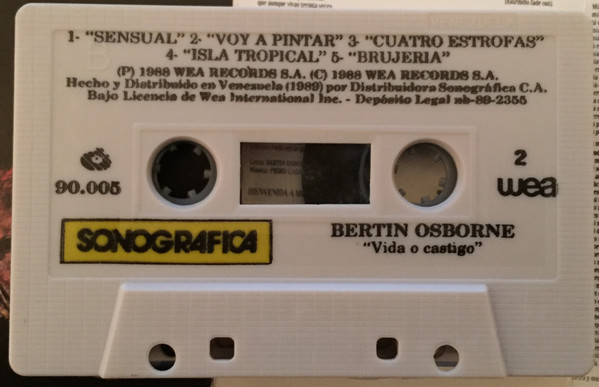 1- "SENSUAL" 2- "VOY A PINTAR" 3- "CUATRO ESTROFAS"
4- "ISLA TROPICAL" 5- "BRUJERIA"
(P) 1988 WEA RECORDS S.A. (C) 1988 WEA RECORDS S.A.
Hecho y Distribuido en Venezuela (1989) por Distribuidora Sonográfica C.A.
Bajo Licencia de Wea International Inc. - Depósito Legal nb-89-2355
90.005
2
wea
SONOGRAFICA
BERTIN OSBORNE
"Vida o castigo"